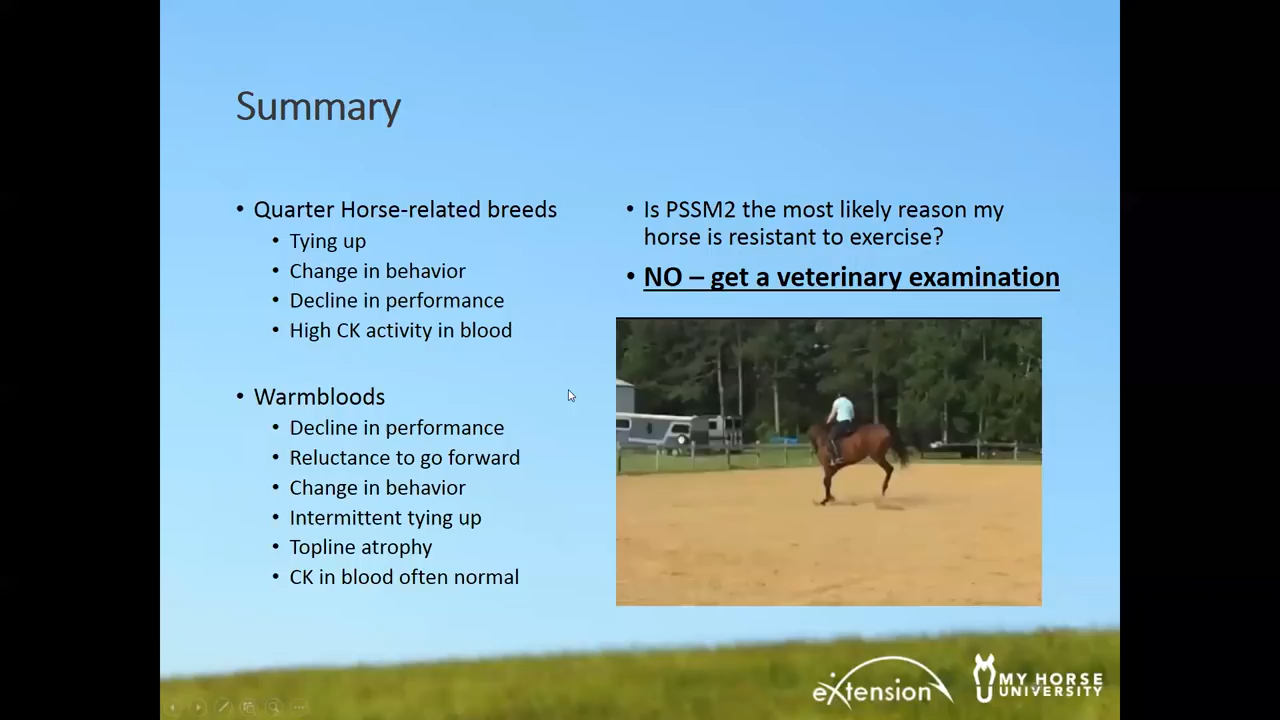 Summary
• Quarter Horse-related breeds
• Tying up
• Change in behavior
• Decline in performance
• High CK activity in blood
• Warmbloods
• Decline in performance
• Reluctance to go forward
• Change in behavior
• Intermittent tying up
• Topline atrophy
• CK in blood often normal
• Is PSSM2 the most likely reason my
horse is resistant to exercise?
• NO – get a veterinary examination
eXtension
MY HORSE
UNIVERSITY